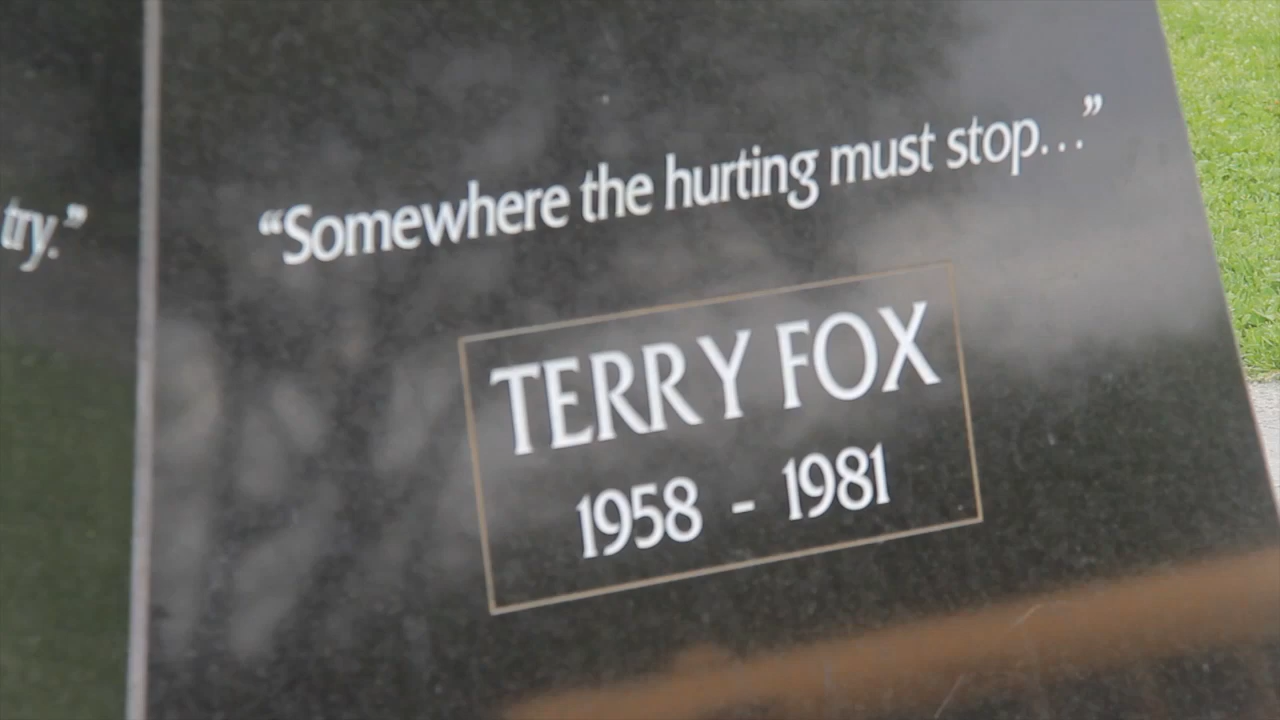 try.”
“Somewhere the hurting must stop...”
TERRY FOX
1958 - 1981